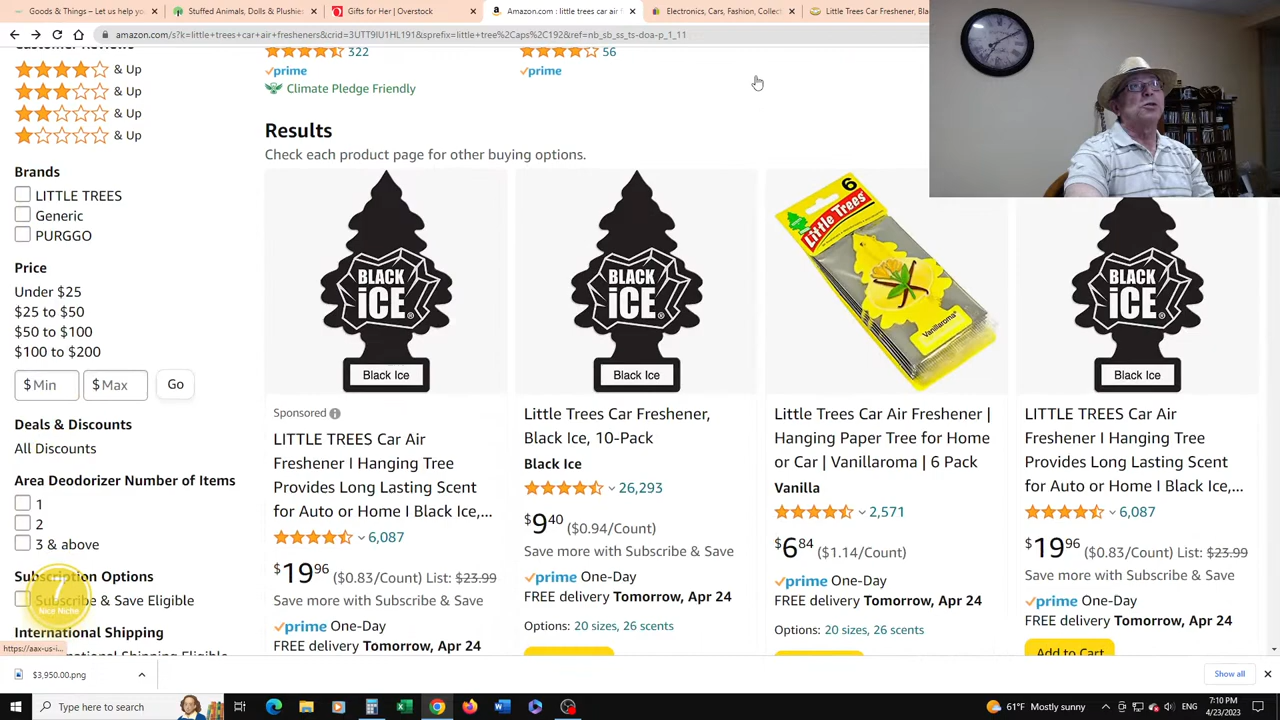 Goods & Things – Let us help yo
Stuffed Animals, Dolls & Plushies
Gifts for Her | Overstock
Amazon.com : little trees car air f
Electronics, Cars, Fashion, Collect
Little Trees Car Freshener, Bla
amazon.com/s?k=little+trees+car+air+fresheners&crid=3UTT9IU1HL191&sprefix=little+tree%2Caps%2C192&ref=nb_sb_ss_ts-doa-p_1_11
Customer Reviews
& Up
& Up
& Up
& Up
Brands
LITTLE TREES
Generic
PURGGO
Price
Under $25
$25 to $50
$50 to $100
$100 to $200
$ Min
$ Max
Go
Deals & Discounts
All Discounts
Area Deodorizer Number of Items
1
2
3 & above
Subscription Options
Subscribe & Save Eligible
7
Nice Niche
International Shipping
International Shipping Eligible
https://aax-us-i...
322
prime
Climate Pledge Friendly
56
prime
Results
Check each product page for other buying options.
BLACK
iCE
Black Ice
Sponsored
LITTLE TREES Car Air
Freshener I Hanging Tree
Provides Long Lasting Scent
for Auto or Home I Black Ice,...
6,087
$19 96 ($0.83/Count) List: $23.99
Save more with Subscribe & Save
prime One-Day
FREE delivery Tomorrow, Apr 24
BLACK
iCE
Black Ice
Little Trees Car Freshener,
Black Ice, 10-Pack
Black Ice
26,293
$9 40 ($0.94/Count)
Save more with Subscribe & Save
prime One-Day
FREE delivery Tomorrow, Apr 24
Options: 20 sizes, 26 scents
6
Little Trees
Vanillaroma
Little Trees Car Air Freshener |
Hanging Paper Tree for Home
or Car | Vanillaroma | 6 Pack
Vanilla
2,571
$6 84 ($1.14/Count)
prime One-Day
FREE delivery Tomorrow, Apr 24
Options: 20 sizes, 26 scents
BLACK
iCE
Black Ice
LITTLE TREES Car Air
Freshener I Hanging Tree
Provides Long Lasting Scent
for Auto or Home I Black Ice,...
6,087
$19 96 ($0.83/Count) List: $23.99
Save more with Subscribe & Save
prime One-Day
FREE delivery Tomorrow, Apr 24
Add to Cart
$3,950.00.png
Show all
Type here to search
61°F Mostly sunny
ENG
7:10 PM
4/23/2023